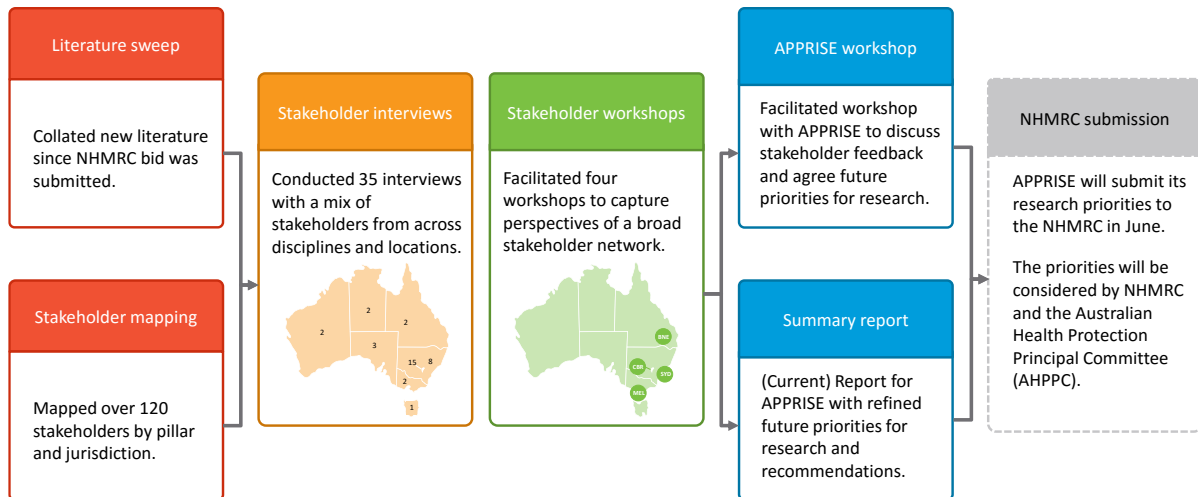 Literature sweep
Collated new literature
since NHMRC bid was
submitted.
Stakeholder mapping
Mapped over 120
stakeholders by pillar
and jurisdiction.
Stakeholder interviews
Conducted 35 interviews
with a mix of
stakeholders from across
disciplines and locations.
2
2
2
3
15
8
2
1
Stakeholder workshops
Facilitated four
workshops to capture
perspectives of a broad
stakeholder network.
BNE
CBR
SYD
MEL
APPRISE workshop
Facilitated workshop
with APPRISE to discuss
stakeholder feedback
and agree future
priorities for research.
Summary report
(Current) Report for
APPRISE with refined
future priorities for
research and
recommendations.
NHMRC submission
APPRISE will submit its
research priorities to
the NHMRC in June.
The priorities will be
considered by NHMRC
and the Australian
Health Protection
Principal Committee
(AHPPC).